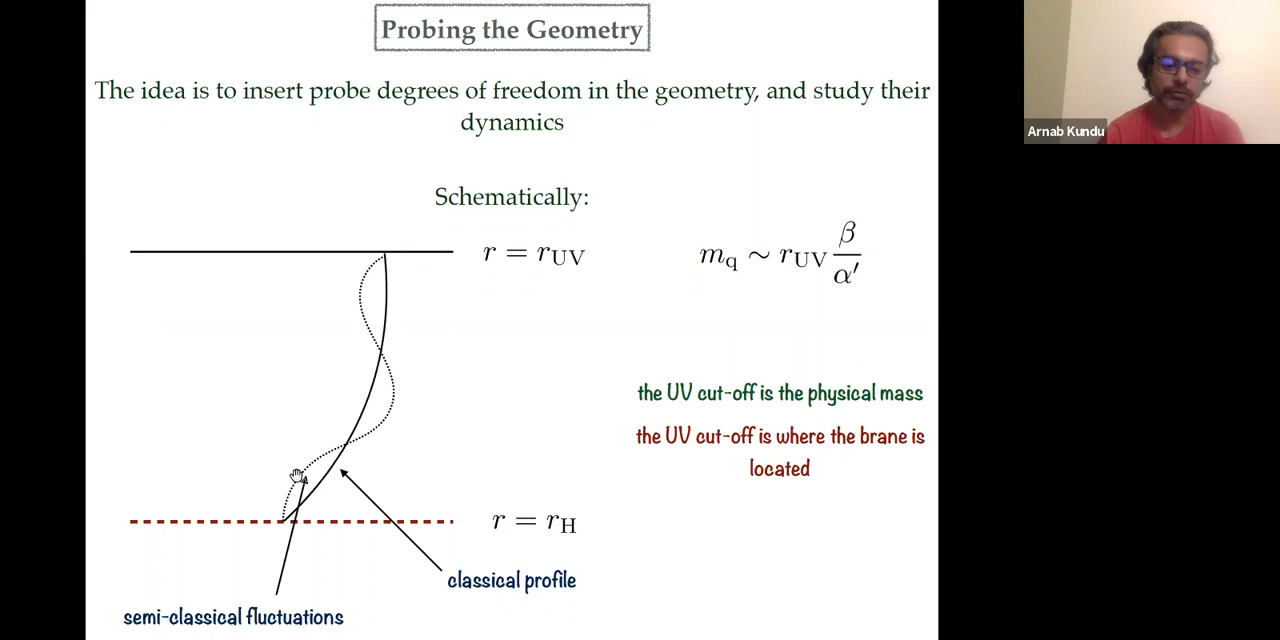 Probing the Geometry
The idea is to insert probe degrees of freedom in the geometry, and study their
dynamics
Arnab Kundu
Schematically:
r = r_UV
m_q ∼ r_UV β/α′
the UV cut-off is the physical mass
the UV cut-off is where the brane is
located
r = r_H
classical profile
semi-classical fluctuations